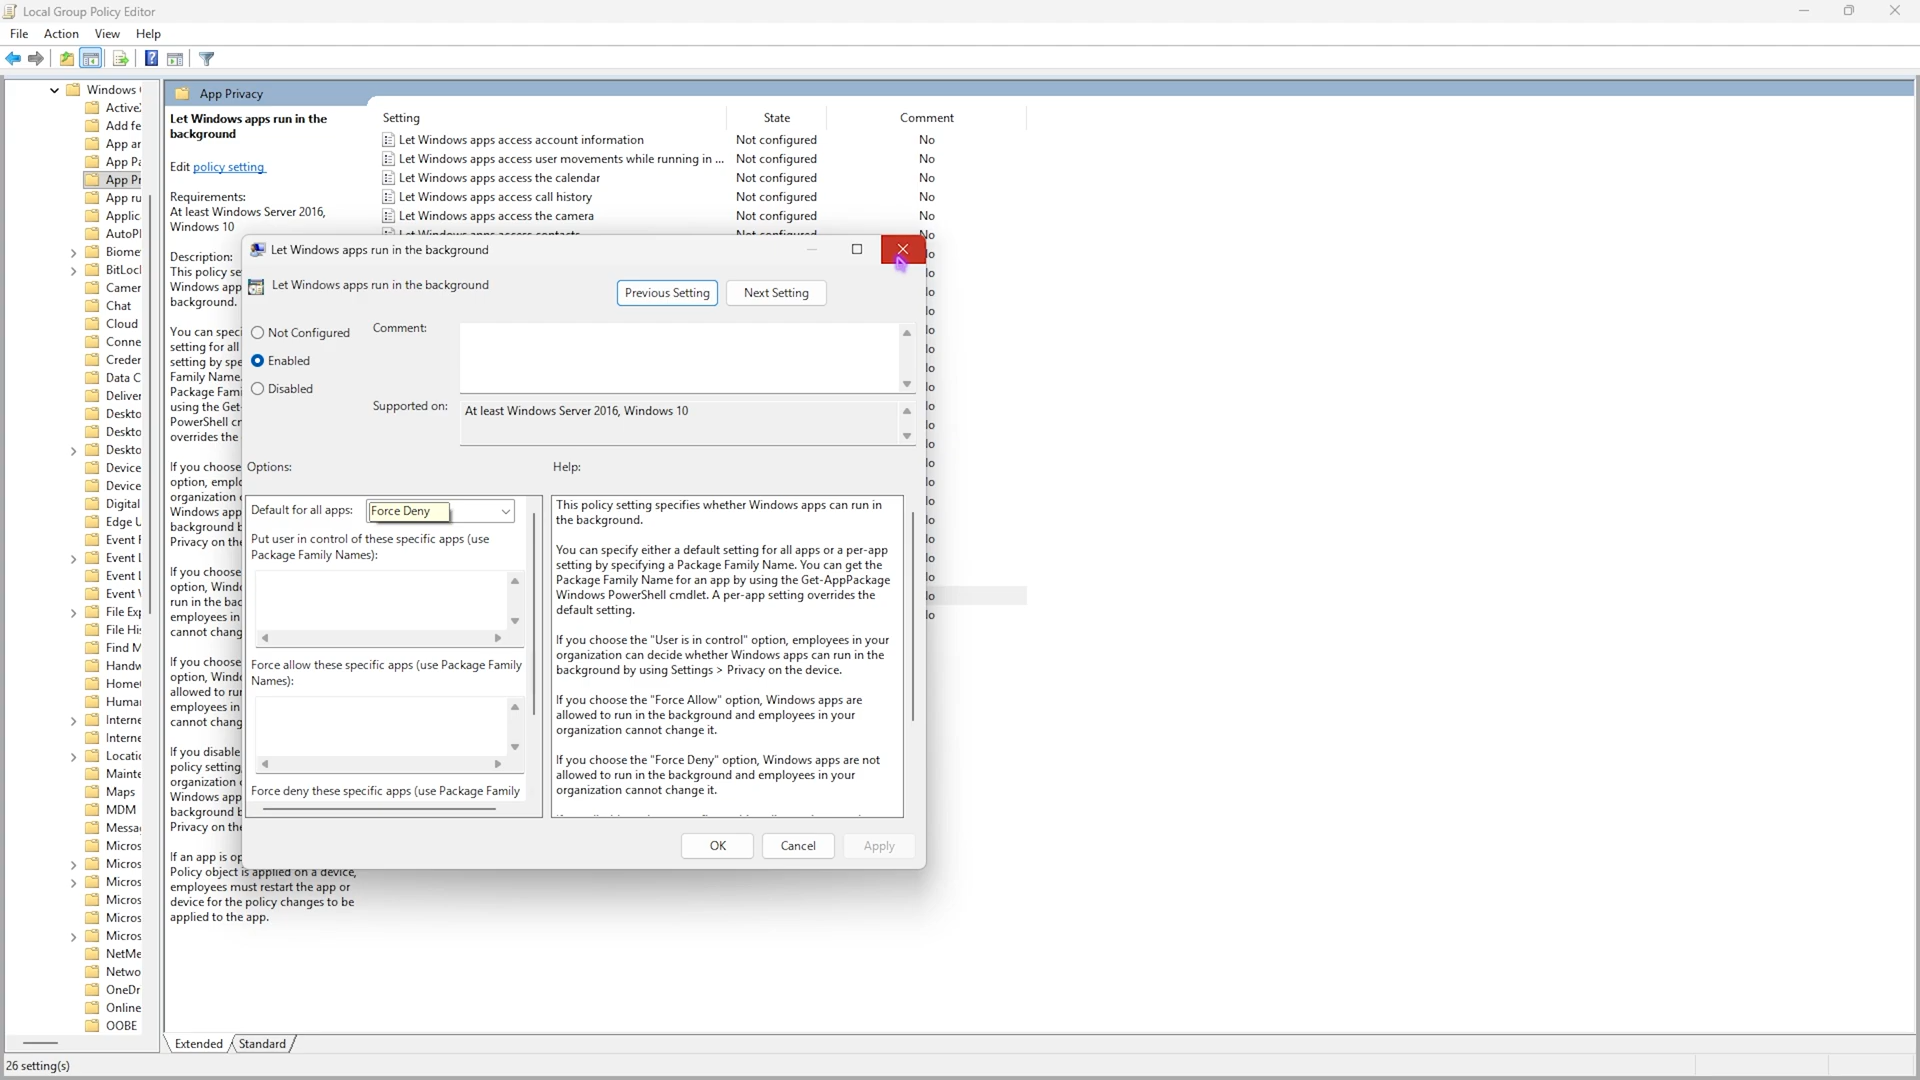 Local Group Policy Editor
File Action View Help
Windows
Active
Add fe
App ar
App Pa
App Pr
App ru
Applic
AutoPl
Biome
BitLoc
Camer
Chat
Cloud
Conne
Creder
Data C
Deliver
Deskto
Deskto
Deskto
Device
Device
Digital
Edge U
Event F
Event L
Event L
Event V
File Exp
File His
Find M
Handw
Home
Human
Interne
Interne
Locatio
Mainte
Maps
MDM
Messa
Micros
Micros
Micros
Micros
Micros
Micros
NetMe
Netwo
OneDr
Online
OOBE
App Privacy
Let Windows apps run in the
background
Edit policy setting
Requirements:
At least Windows Server 2016,
Windows 10
Description:
This policy se
Windows app
background.
You can speci
setting for all
setting by spe
Family Name
Package Fami
using the Get
PowerShell cr
overrides the
If you choose
option, emplo
organization
Windows app
background b
Privacy on the
If you choose
option, Wind
run in the bac
employees in
cannot chang
If you choose
option, Wind
allowed to rur
employees in
cannot chang
If you disable
policy setting
organization
Windows app
background b
Privacy on the
If an app is op
Policy object is applied on a device,
employees must restart the app or
device for the policy changes to be
applied to the app.
Setting State Comment
Let Windows apps access account information Not configured No
Let Windows apps access user movements while running in ... Not configured No
Let Windows apps access the calendar Not configured No
Let Windows apps access call history Not configured No
Let Windows apps access the camera Not configured No
Let Windows apps access contacts Not configured No
Let Windows apps run in the background
Let Windows apps run in the background
Previous Setting Next Setting
Not Configured
Enabled
Disabled
Comment:
Supported on: At least Windows Server 2016, Windows 10
Options:
Help:
Default for all apps: Force Deny
Put user in control of these specific apps (use
Package Family Names):
Force allow these specific apps (use Package Family
Names):
Force deny these specific apps (use Package Family
This policy setting specifies whether Windows apps can run in
the background.
You can specify either a default setting for all apps or a per-app
setting by specifying a Package Family Name. You can get the
Package Family Name for an app by using the Get-AppPackage
Windows PowerShell cmdlet. A per-app setting overrides the
default setting.
If you choose the "User is in control" option, employees in your
organization can decide whether Windows apps can run in the
background by using Settings > Privacy on the device.
If you choose the "Force Allow" option, Windows apps are
allowed to run in the background and employees in your
organization cannot change it.
If you choose the "Force Deny" option, Windows apps are not
allowed to run in the background and employees in your
organization cannot change it.
OK Cancel Apply
Extended Standard
26 setting(s)